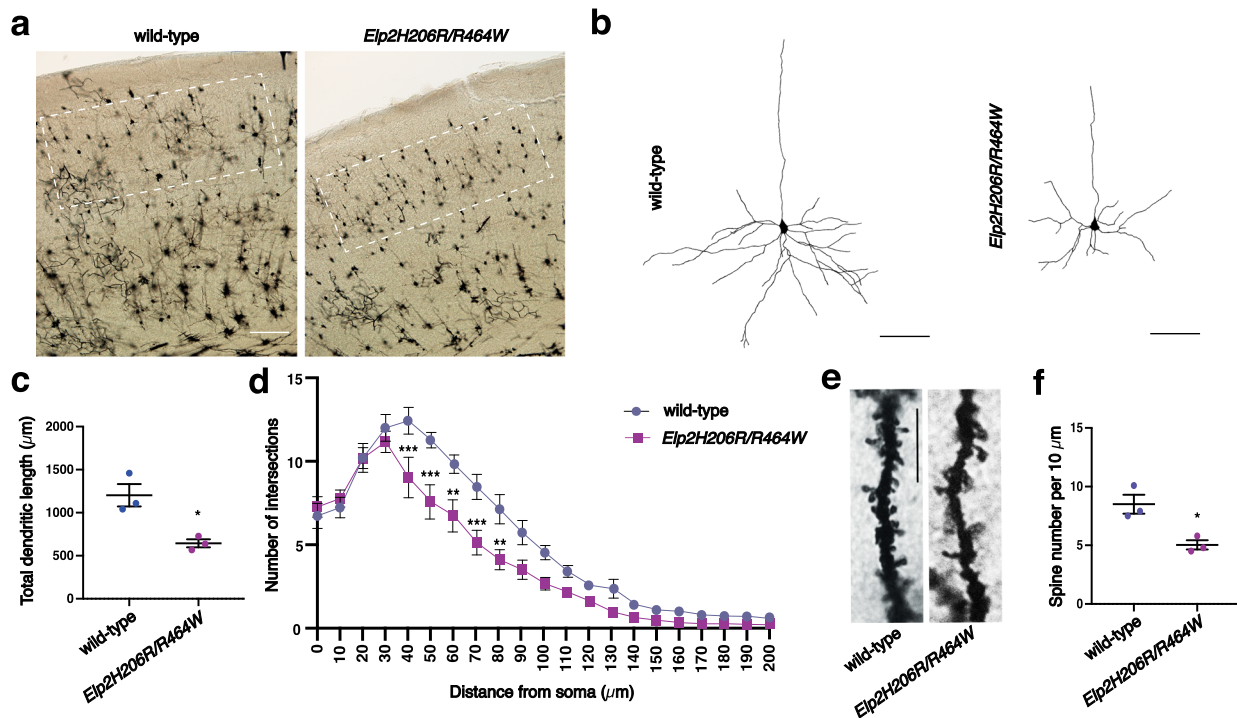 a
wild-type
Elp2H206R/R464W
b
wild-type
Elp2H206R/R464W
c
Total dendritic length (µm)
2000
1500
1000
500
0
*
wild-type
Elp2H206R/R464W
d
Number of intersections
15
10
5
0
***
***
**
***
**
0 10 20 30 40 50 60 70 80 90 100 110 120 130 140 150 160 170 180 190 200
Distance from soma (µm)
wild-type
Elp2H206R/R464W
e
wild-type
Elp2H206R/R464W
f
Spine number per 10 µm
15
10
5
0
*
wild-type
Elp2H206R/R464W